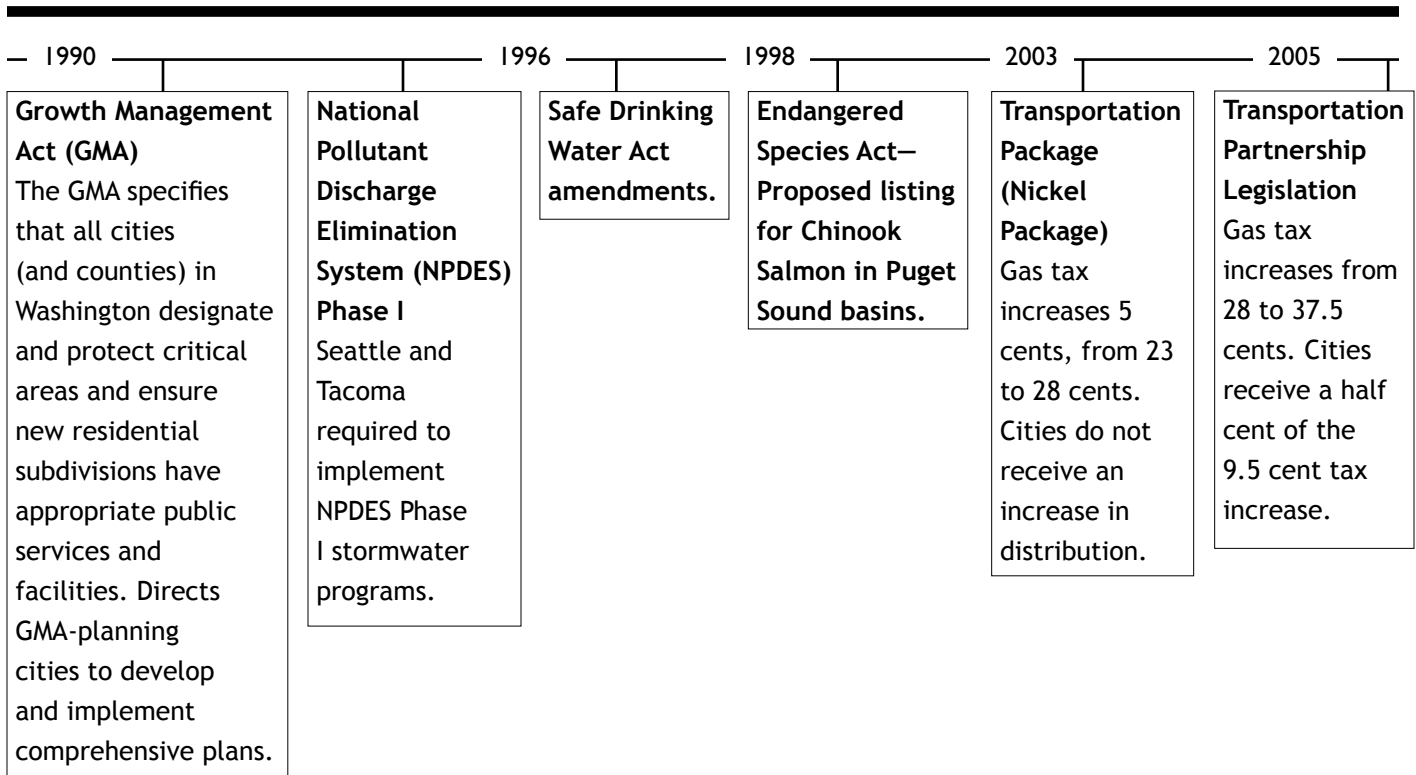 1990
1996
1998
2003
2005
Growth Management
Act (GMA)
The GMA specifies
that all cities
(and counties) in
Washington designate
and protect critical
areas and ensure
new residential
subdivisions have
appropriate public
services and
facilities. Directs
GMA-planning
cities to develop
and implement
comprehensive plans.
National
Pollutant
Discharge
Elimination
System (NPDES)
Phase I
Seattle and
Tacoma
required to
implement
NPDES Phase
I stormwater
programs.
Safe Drinking
Water Act
amendments.
Endangered
Species Act—
Proposed listing
for Chinook
Salmon in Puget
Sound basins.
Transportation
Package
(Nickel
Package)
Gas tax
increases 5
cents, from 23
to 28 cents.
Cities do not
receive an
increase in
distribution.
Transportation
Partnership
Legislation
Gas tax
increases from
28 to 37.5
cents. Cities
receive a half
cent of the
9.5 cent tax
increase.